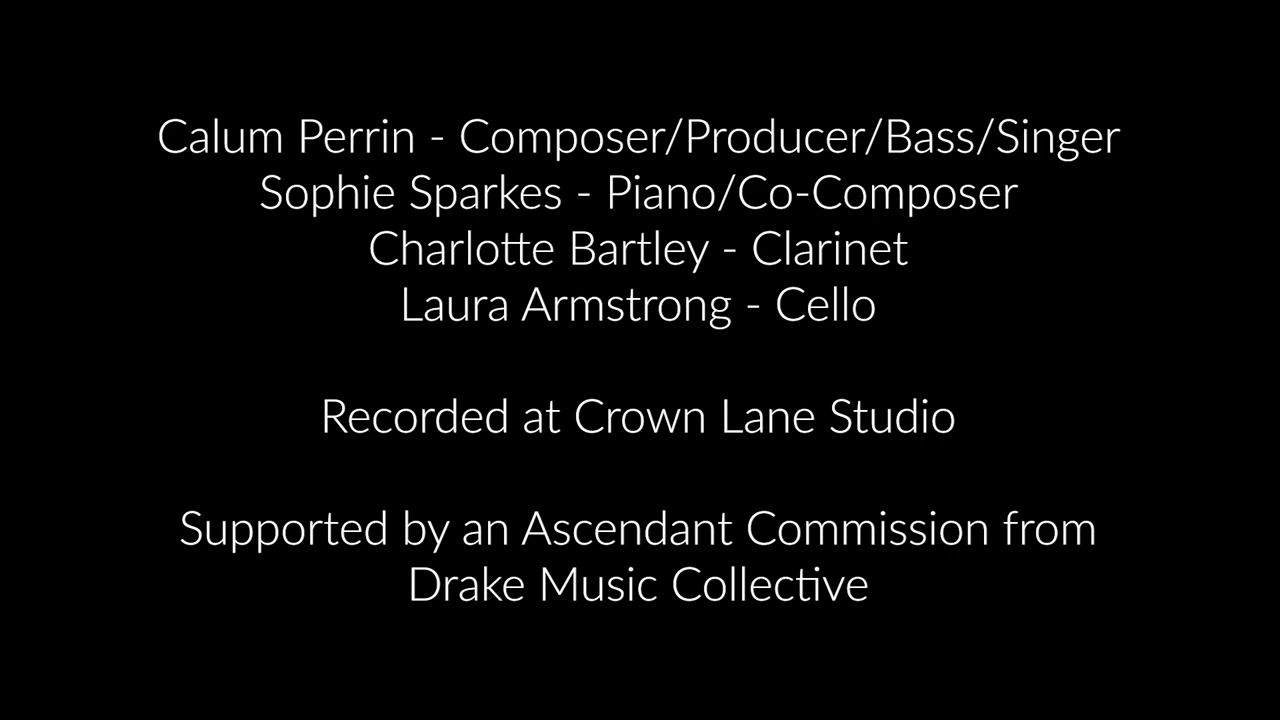 Calum Perrin - Composer/Producer/Bass/Singer
Sophie Sparkes - Piano/Co-Composer
Charlotte Bartley - Clarinet
Laura Armstrong - Cello
Recorded at Crown Lane Studio
Supported by an Ascendant Commission from
Drake Music Collective